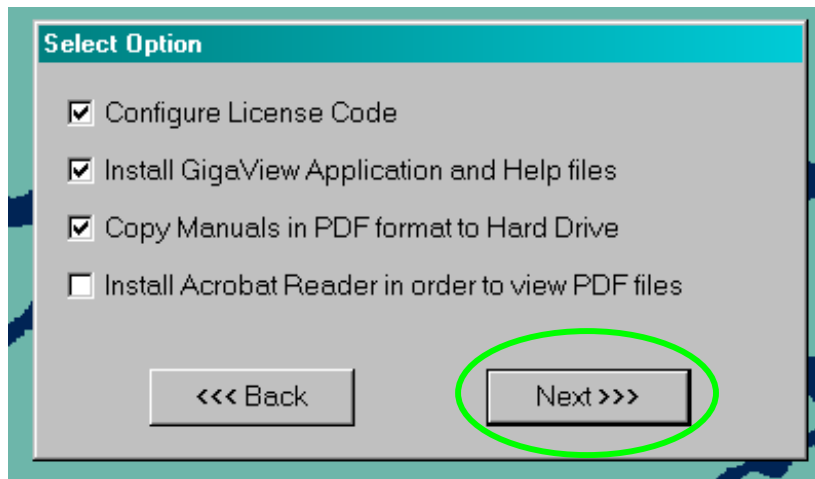 Select Option
Configure License Code
Install GigaView Application and Help files
Copy Manuals in PDF format to Hard Drive
Install Acrobat Reader in order to view PDF files
<<< Back
Next >>>